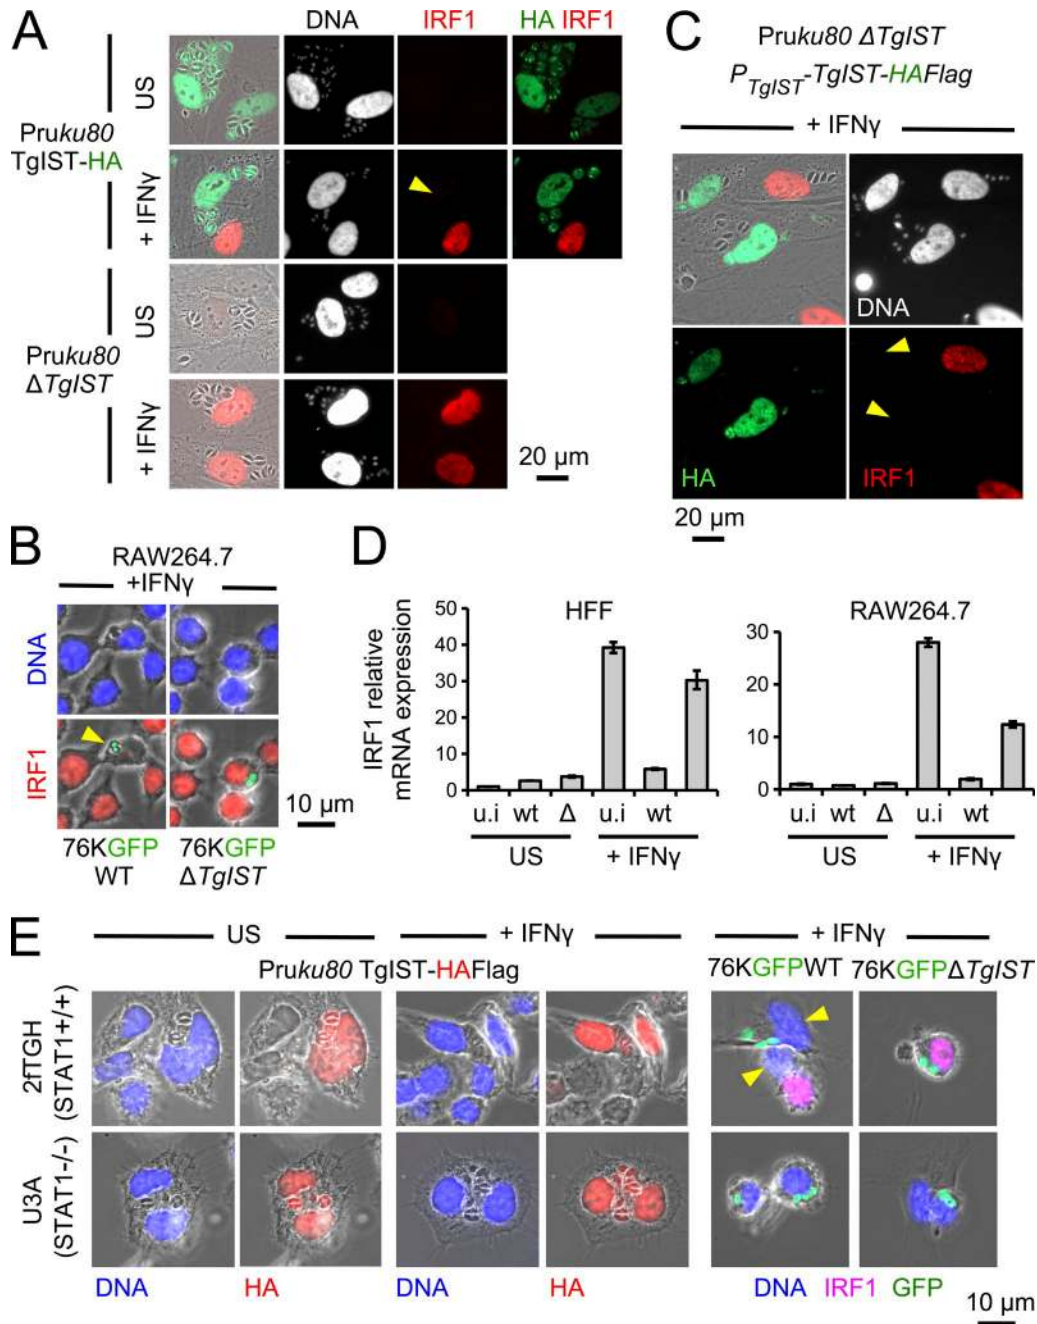 A
DNA IRF1 HA IRF1
Pruku80
TgIST-HA
US
+ IFNγ
Pruku80
ΔTgIST
US
+ IFNγ
20 µm
C
Pruku80 ΔTgIST
PTgIST-TgIST-HAFlag
+ IFNγ
DNA
HA
IRF1
20 µm
B
RAW264.7
+IFNγ
DNA
IRF1
10 µm
76KGFP 76KGFP
WT ΔTgIST
D
HFF
IRF1 relative
mRNA expression
50
40
30
20
10
0
u.i wt Δ u.i wt
US + IFNγ
RAW264.7
30
20
10
0
u.i wt Δ u.i wt
US + IFNγ
E
US + IFNγ + IFNγ
Pruku80 TgIST-HAFlag
76KGFPWT 76KGFPΔTgIST
2fTGH
(STAT1+/+)
U3A
(STAT1-/-)
DNA HA DNA HA DNA IRF1 GFP
10 µm